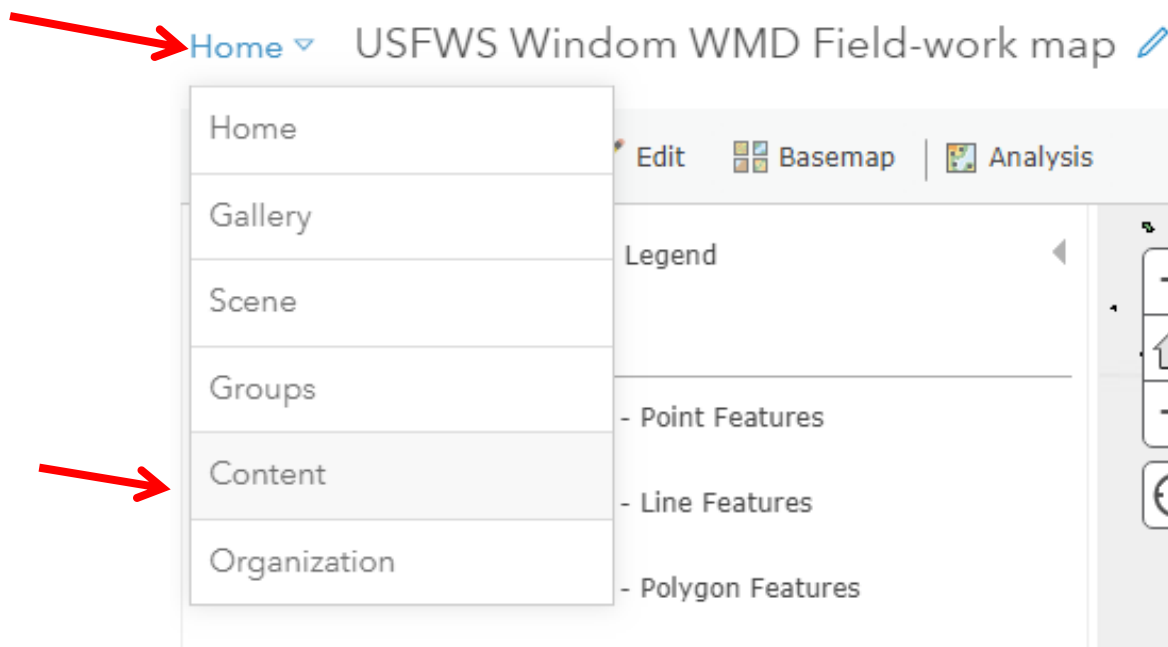 Home USFWS Windom WMD Field-work map
Home
Gallery
Scene
Groups
Content
Organization
Edit Basemap Analysis
Legend
- Point Features
- Line Features
- Polygon Features